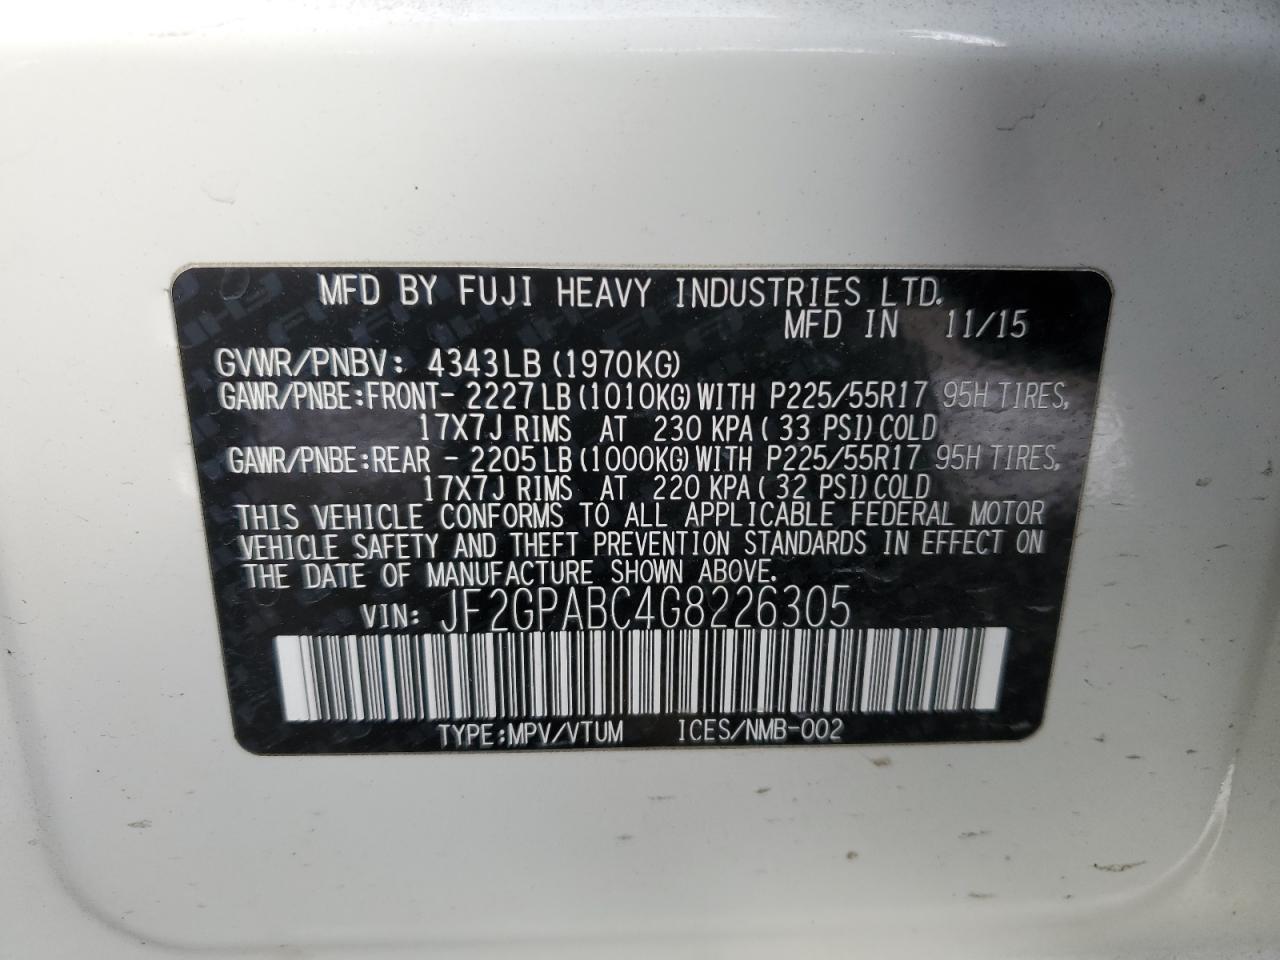 MFD BY FUJI HEAVY INDUSTRIES LTD.
MFD IN 11/15
GVWR/PNBV: 4343LB (1970KG)
GAWR/PNBE:FRONT- 2227LB (1010KG) WITH P225/55R17 95H TIRES,
17X7J RIMS AT 230 KPA ( 33 PSI) COLD
GAWR/PNBE:REAR - 2205LB (1000KG) WITH P225/55R17 95H TIRES,
17X7J RIMS AT 220 KPA ( 32 PSI) COLD
THIS VEHICLE CONFORMS TO ALL APPLICABLE FEDERAL MOTOR
VEHICLE SAFETY AND THEFT PREVENTION STANDARDS IN EFFECT ON
THE DATE OF MANUFACTURE SHOWN ABOVE.
VIN: JF2GPABC4G8226305
TYPE:MPV/VTUM ICES/NMB-002